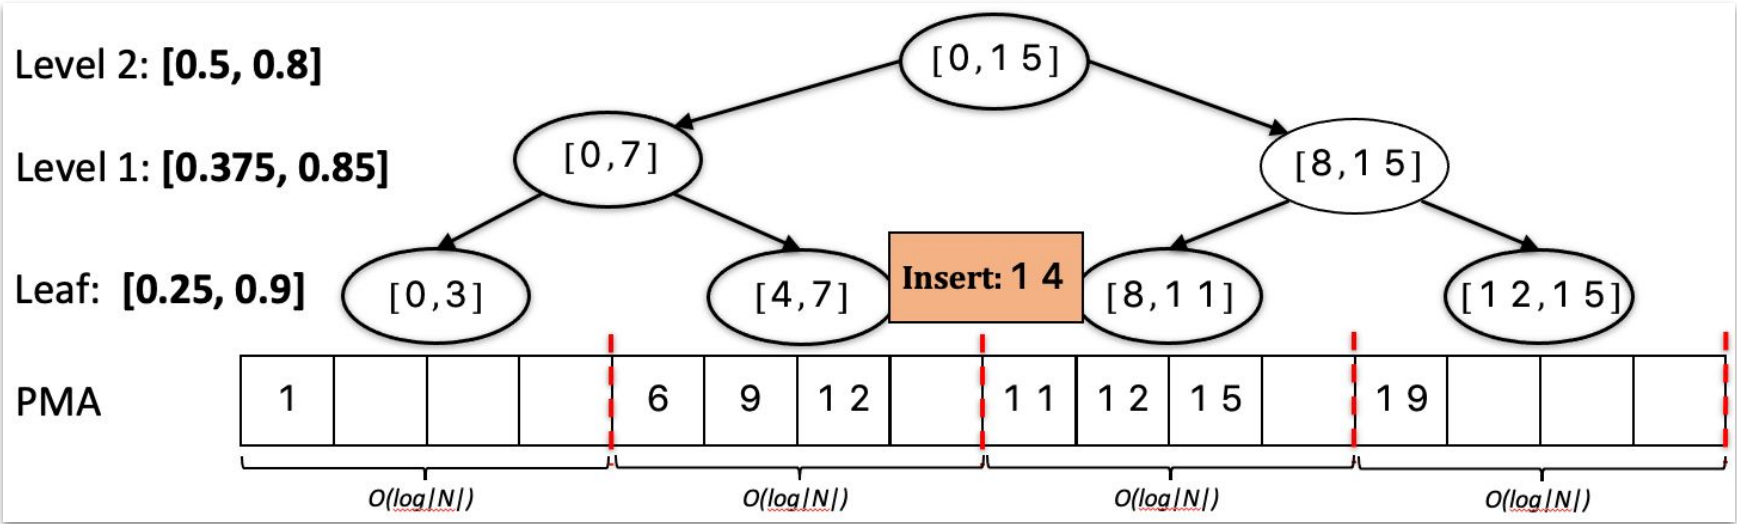 Level 2: [0.5, 0.8]
[0,15]
Level 1: [0.375, 0.85]
[0,7]
[8,15]
Leaf: [0.25, 0.9]
[0,3]
[4,7]
Insert: 14
[8,11]
[12,15]
PMA
1 6 9 12 11 12 15 19
O(log|N|) O(log|N|) O(log|N|) O(log|N|)